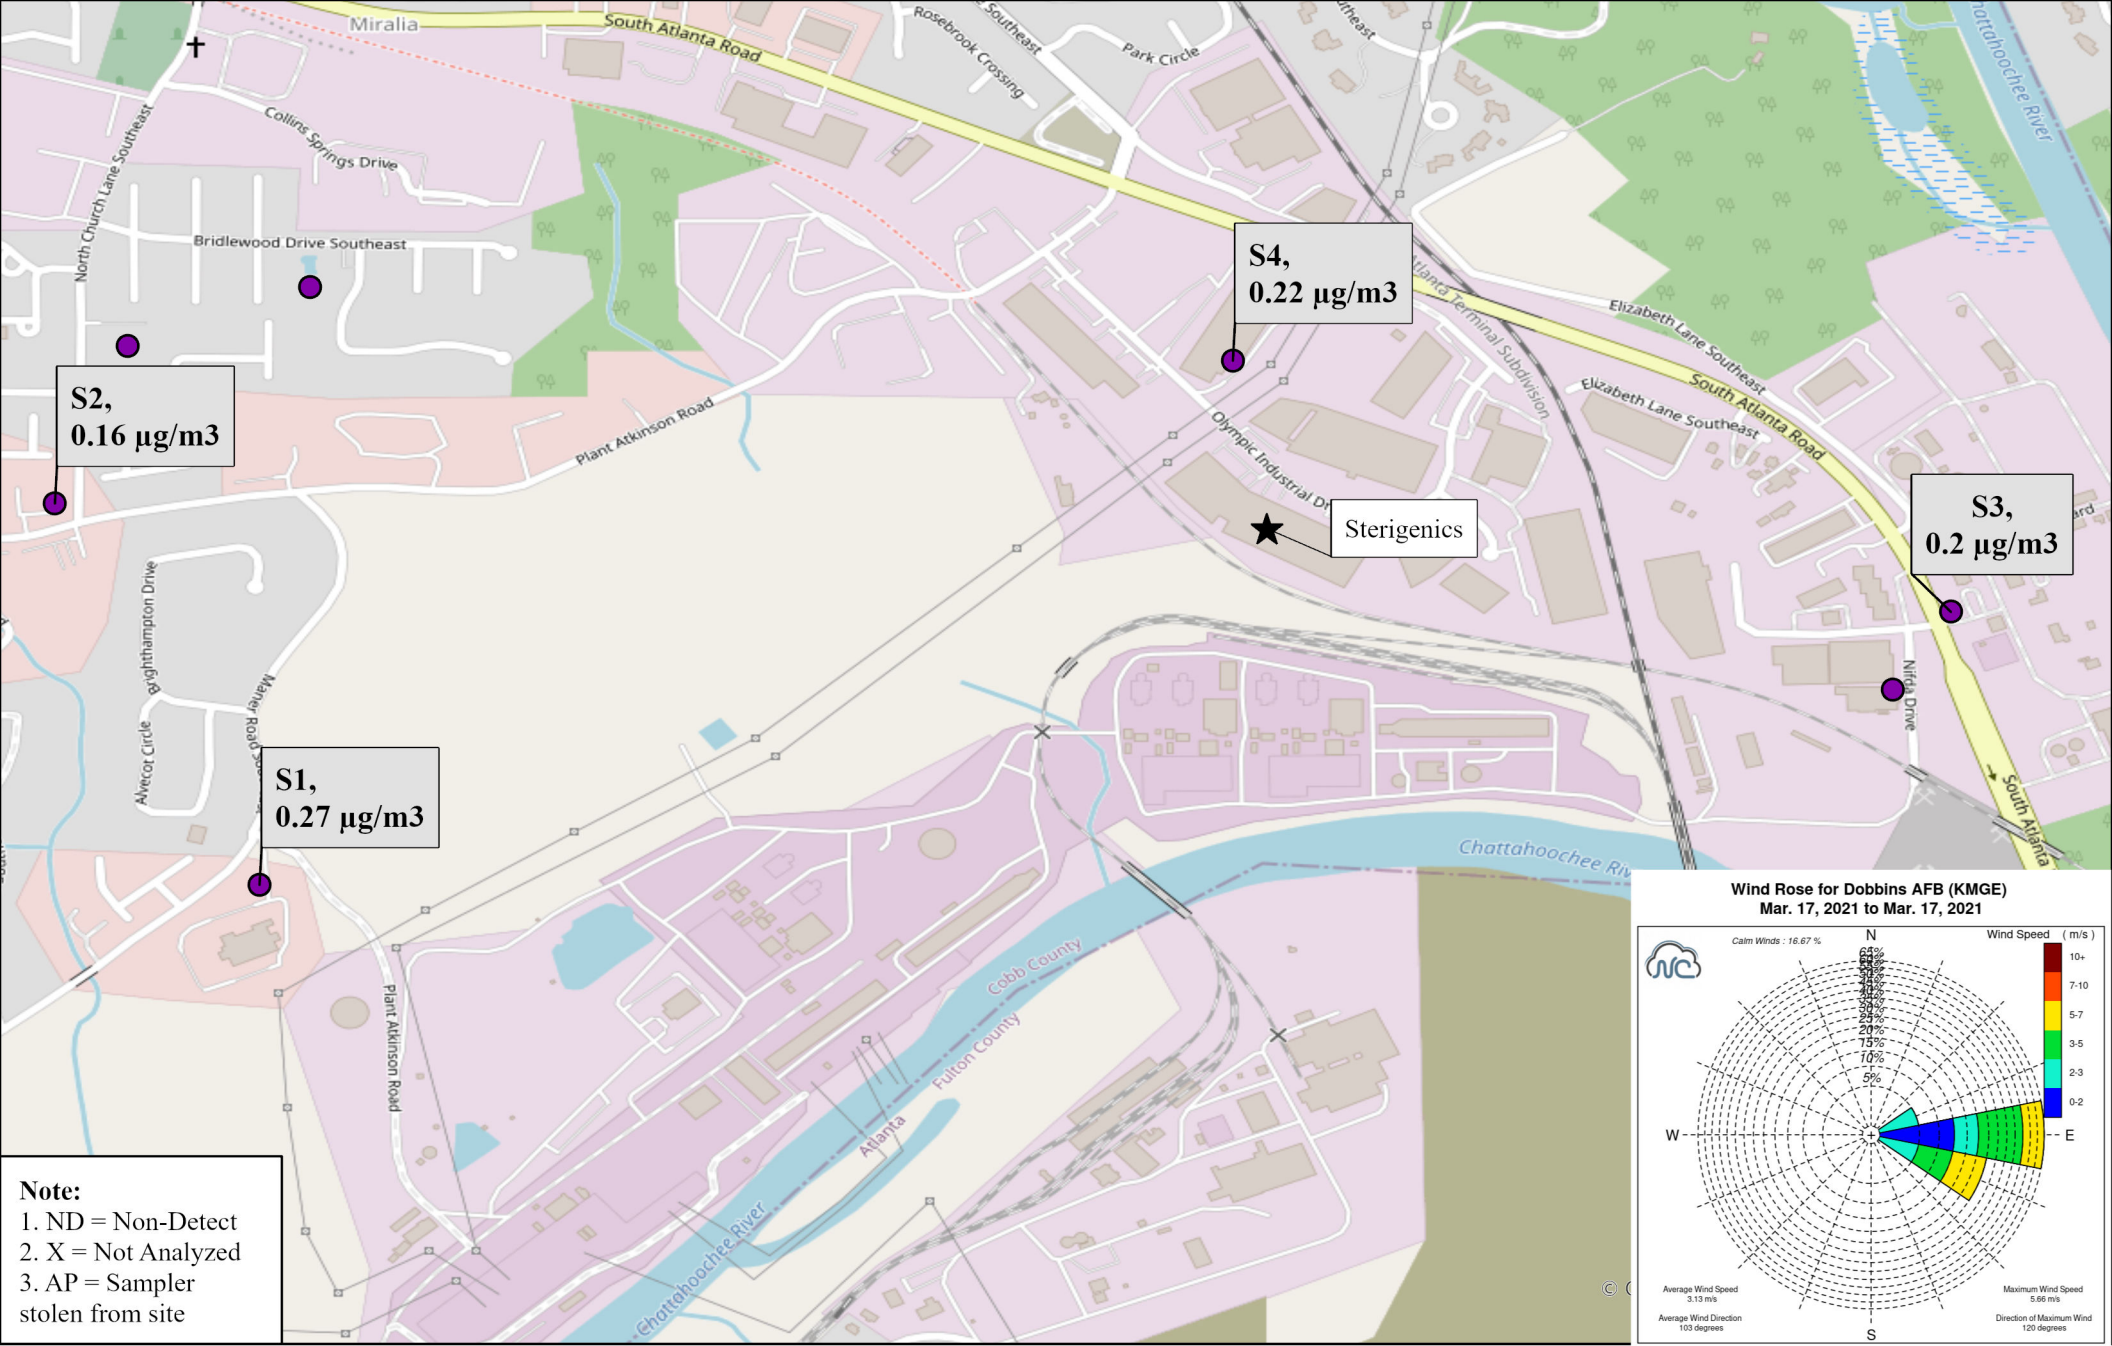 Miralia
South Atlanta Road
Rosebrook Crossing
Southeast
Park Circle
Chattahoochee River
Collins Springs Drive
North Church Lane Southeast
Bridlewood Drive Southeast
S4,
0.22 µg/m3
Atlanta Terminal Subdivision
Elizabeth Lane Southeast
Elizabeth Lane Southeast
South Atlanta Road
S2,
0.16 µg/m3
Plant Atkinson Road
Olympic Industrial Dr
Sterigenics
S3,
0.2 µg/m3
Brighthampton Drive
Alvecot Circle
Maner Road
Nifda Drive
South Atlanta
S1,
0.27 µg/m3
Chattahoochee Riv
Cobb County
Fulton County
Atlanta
Plant Atkinson Road
Chattahoochee River
Note:
1. ND = Non-Detect
2. X = Not Analyzed
3. AP = Sampler
stolen from site
©
Wind Rose for Dobbins AFB (KMGE)
Mar. 17, 2021 to Mar. 17, 2021
Calm Winds : 16.67 %
N
Wind Speed ( m/s )
10+
7-10
5-7
3-5
2-3
0-2
NC
65%
20%
15%
10%
5%
W
E
S
Average Wind Speed
3.13 m/s
Maximum Wind Speed
5.66 m/s
Average Wind Direction
103 degrees
Direction of Maximum Wind
120 degrees